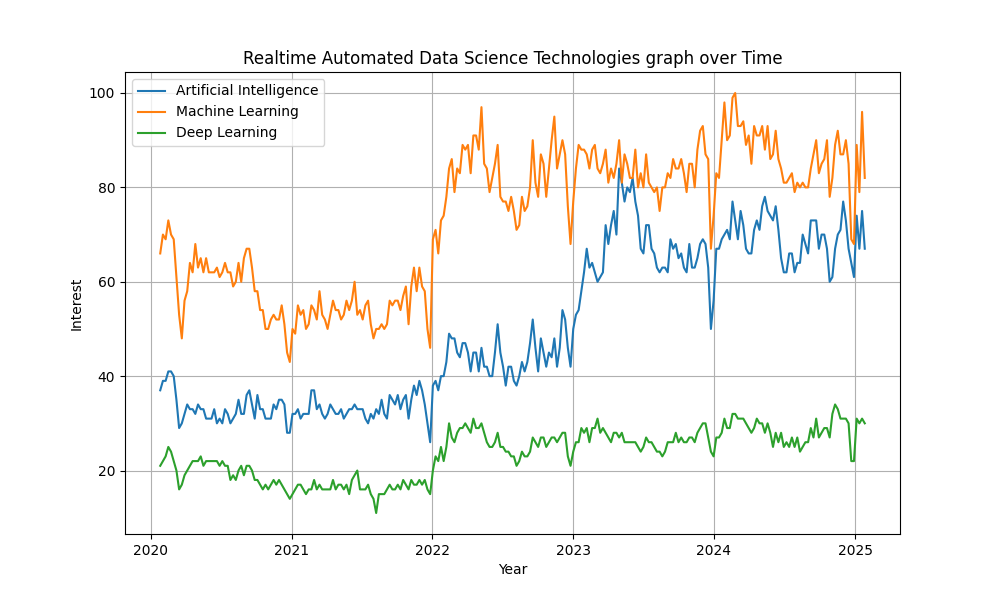 Realtime Automated Data Science Technologies graph over Time
Artificial Intelligence
Machine Learning
Deep Learning
100
80
60
40
20
Interest
2020 2021 2022 2023 2024 2025
Year